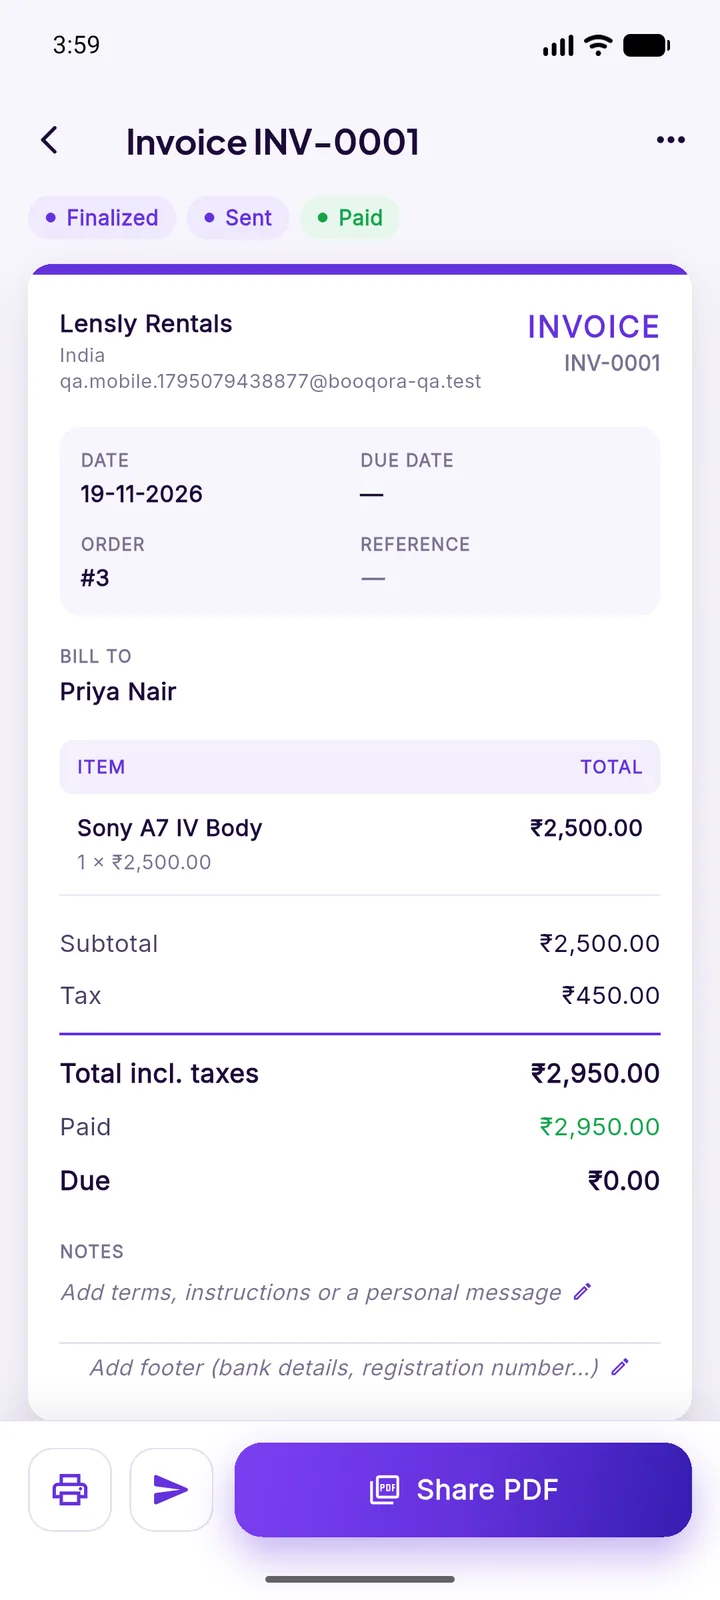 3:59
Invoice INV-0001
Finalized
Sent
Paid
Lensly Rentals
INVOICE
India
INV-0001
qa.mobile.1795079438877@booqora-qa.test
DATE
DUE DATE
19-11-2026
—
ORDER
REFERENCE
#3
—
BILL TO
Priya Nair
ITEM
TOTAL
Sony A7 IV Body
₹2,500.00
1 × ₹2,500.00
Subtotal
₹2,500.00
Tax
₹450.00
Total incl. taxes
₹2,950.00
Paid
₹2,950.00
Due
₹0.00
NOTES
Add terms, instructions or a personal message
Add footer (bank details, registration number...)
PDF
Share PDF